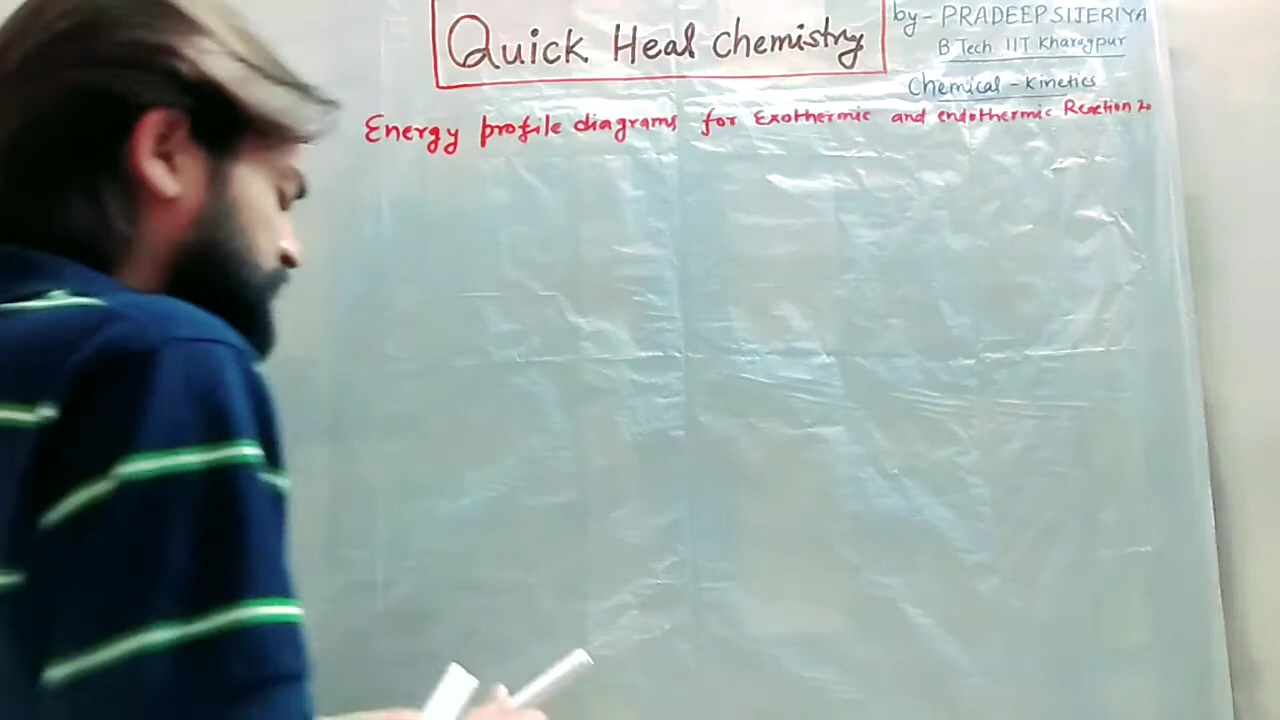 Quick Heal Chemistry
by- PRADEEP SIJERIYA
B Tech IIT Kharagpur
Chemical - Kinetics
Energy profile diagrams for Exothermic and endothermic Reaction